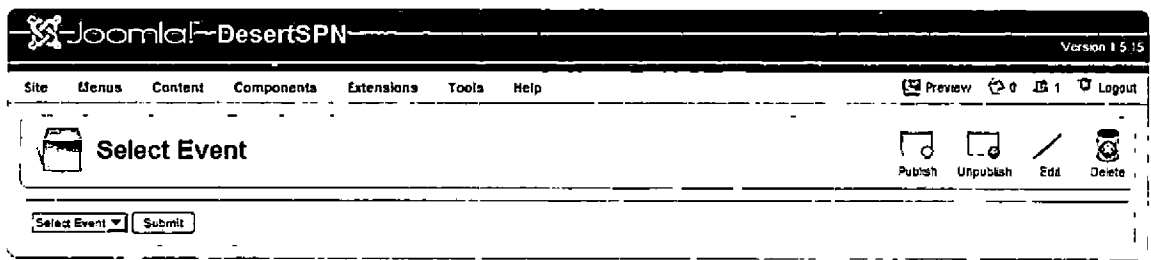 Joomla! DesertSPN
Version 1.5.15
Site Menus Content Components Extensions Tools Help Preview 0 1 Logout
Select Event
Publish Unpublish Edit Delete
Select Event Submit